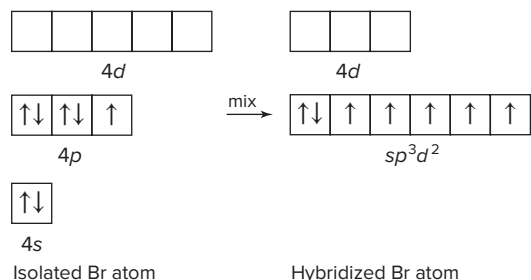 4d 4d
↑↓ ↑↓ ↑ mix ↑↓ ↑ ↑ ↑ ↑ ↑
4p sp³d²
↑↓
4s
Isolated Br atom Hybridized Br atom